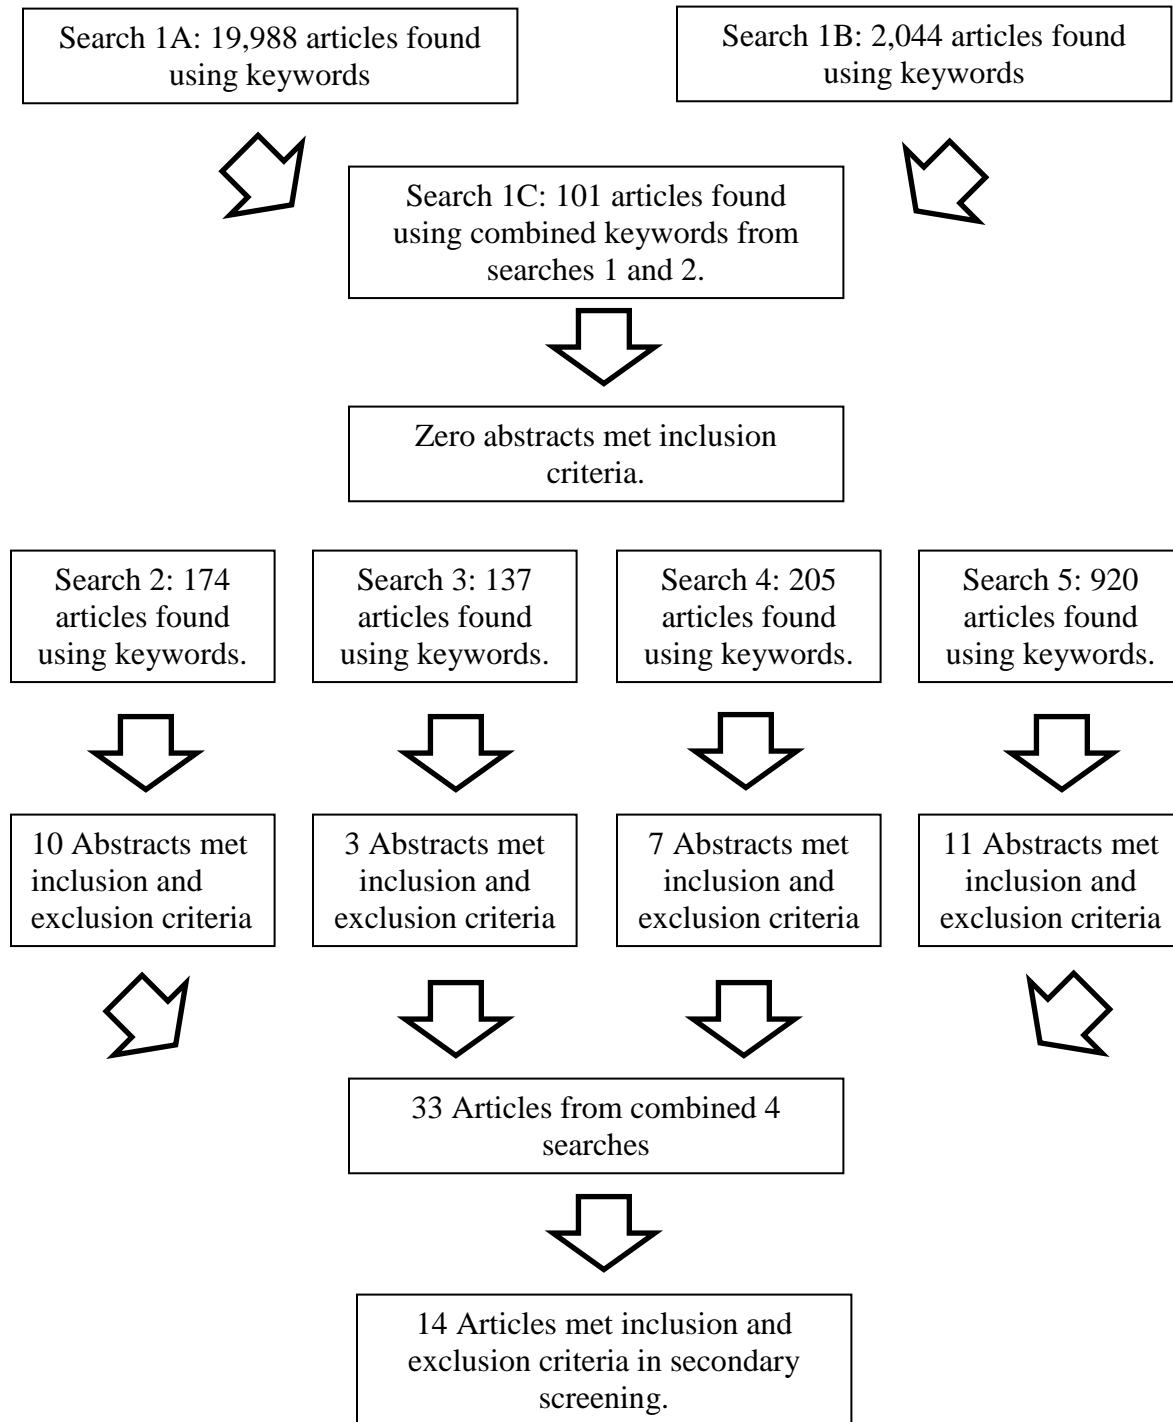 Search 1A: 19,988 articles found
using keywords
Search 1B: 2,044 articles found
using keywords
Search 1C: 101 articles found
using combined keywords from
searches 1 and 2.
Zero abstracts met inclusion
criteria.
Search 2: 174
articles found
using keywords.
Search 3: 137
articles found
using keywords.
Search 4: 205
articles found
using keywords.
Search 5: 920
articles found
using keywords.
10 Abstracts met
inclusion and
exclusion criteria
3 Abstracts met
inclusion and
exclusion criteria
7 Abstracts met
inclusion and
exclusion criteria
11 Abstracts met
inclusion and
exclusion criteria
33 Articles from combined 4
searches
14 Articles met inclusion and
exclusion criteria in secondary
screening.